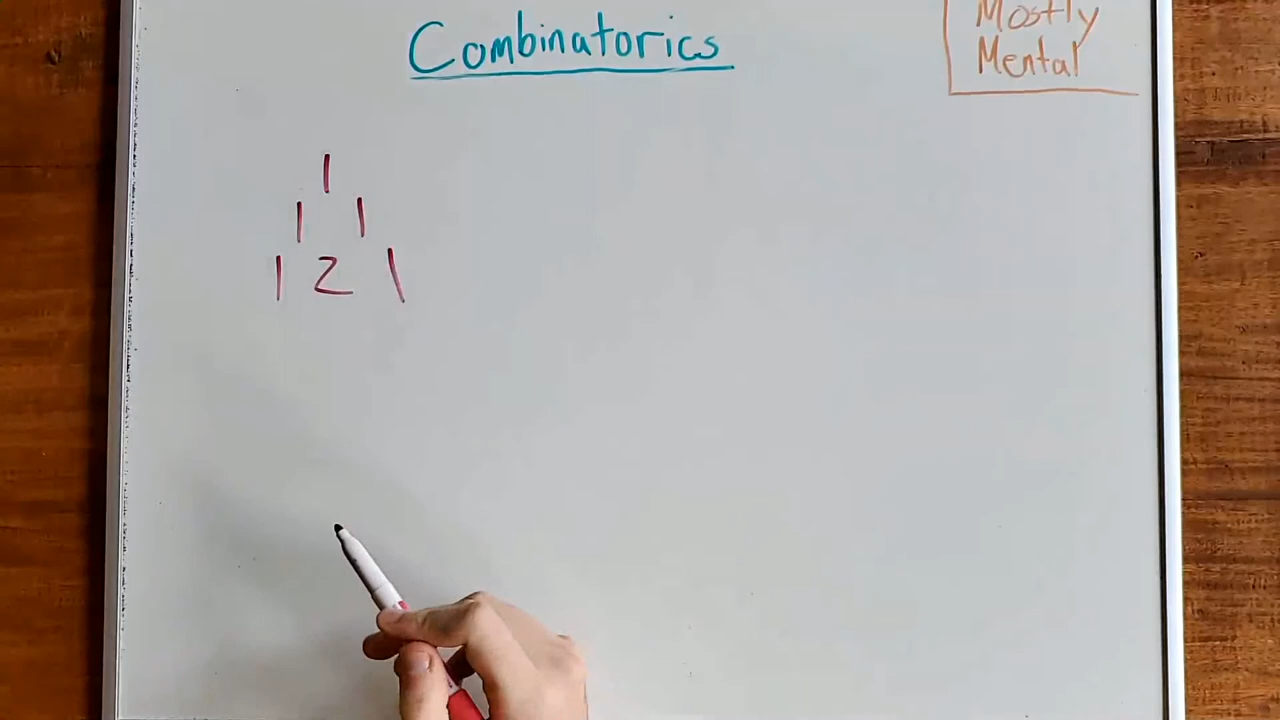 Combinatorics
Mostly
Mental
1
1 1
1 2 1